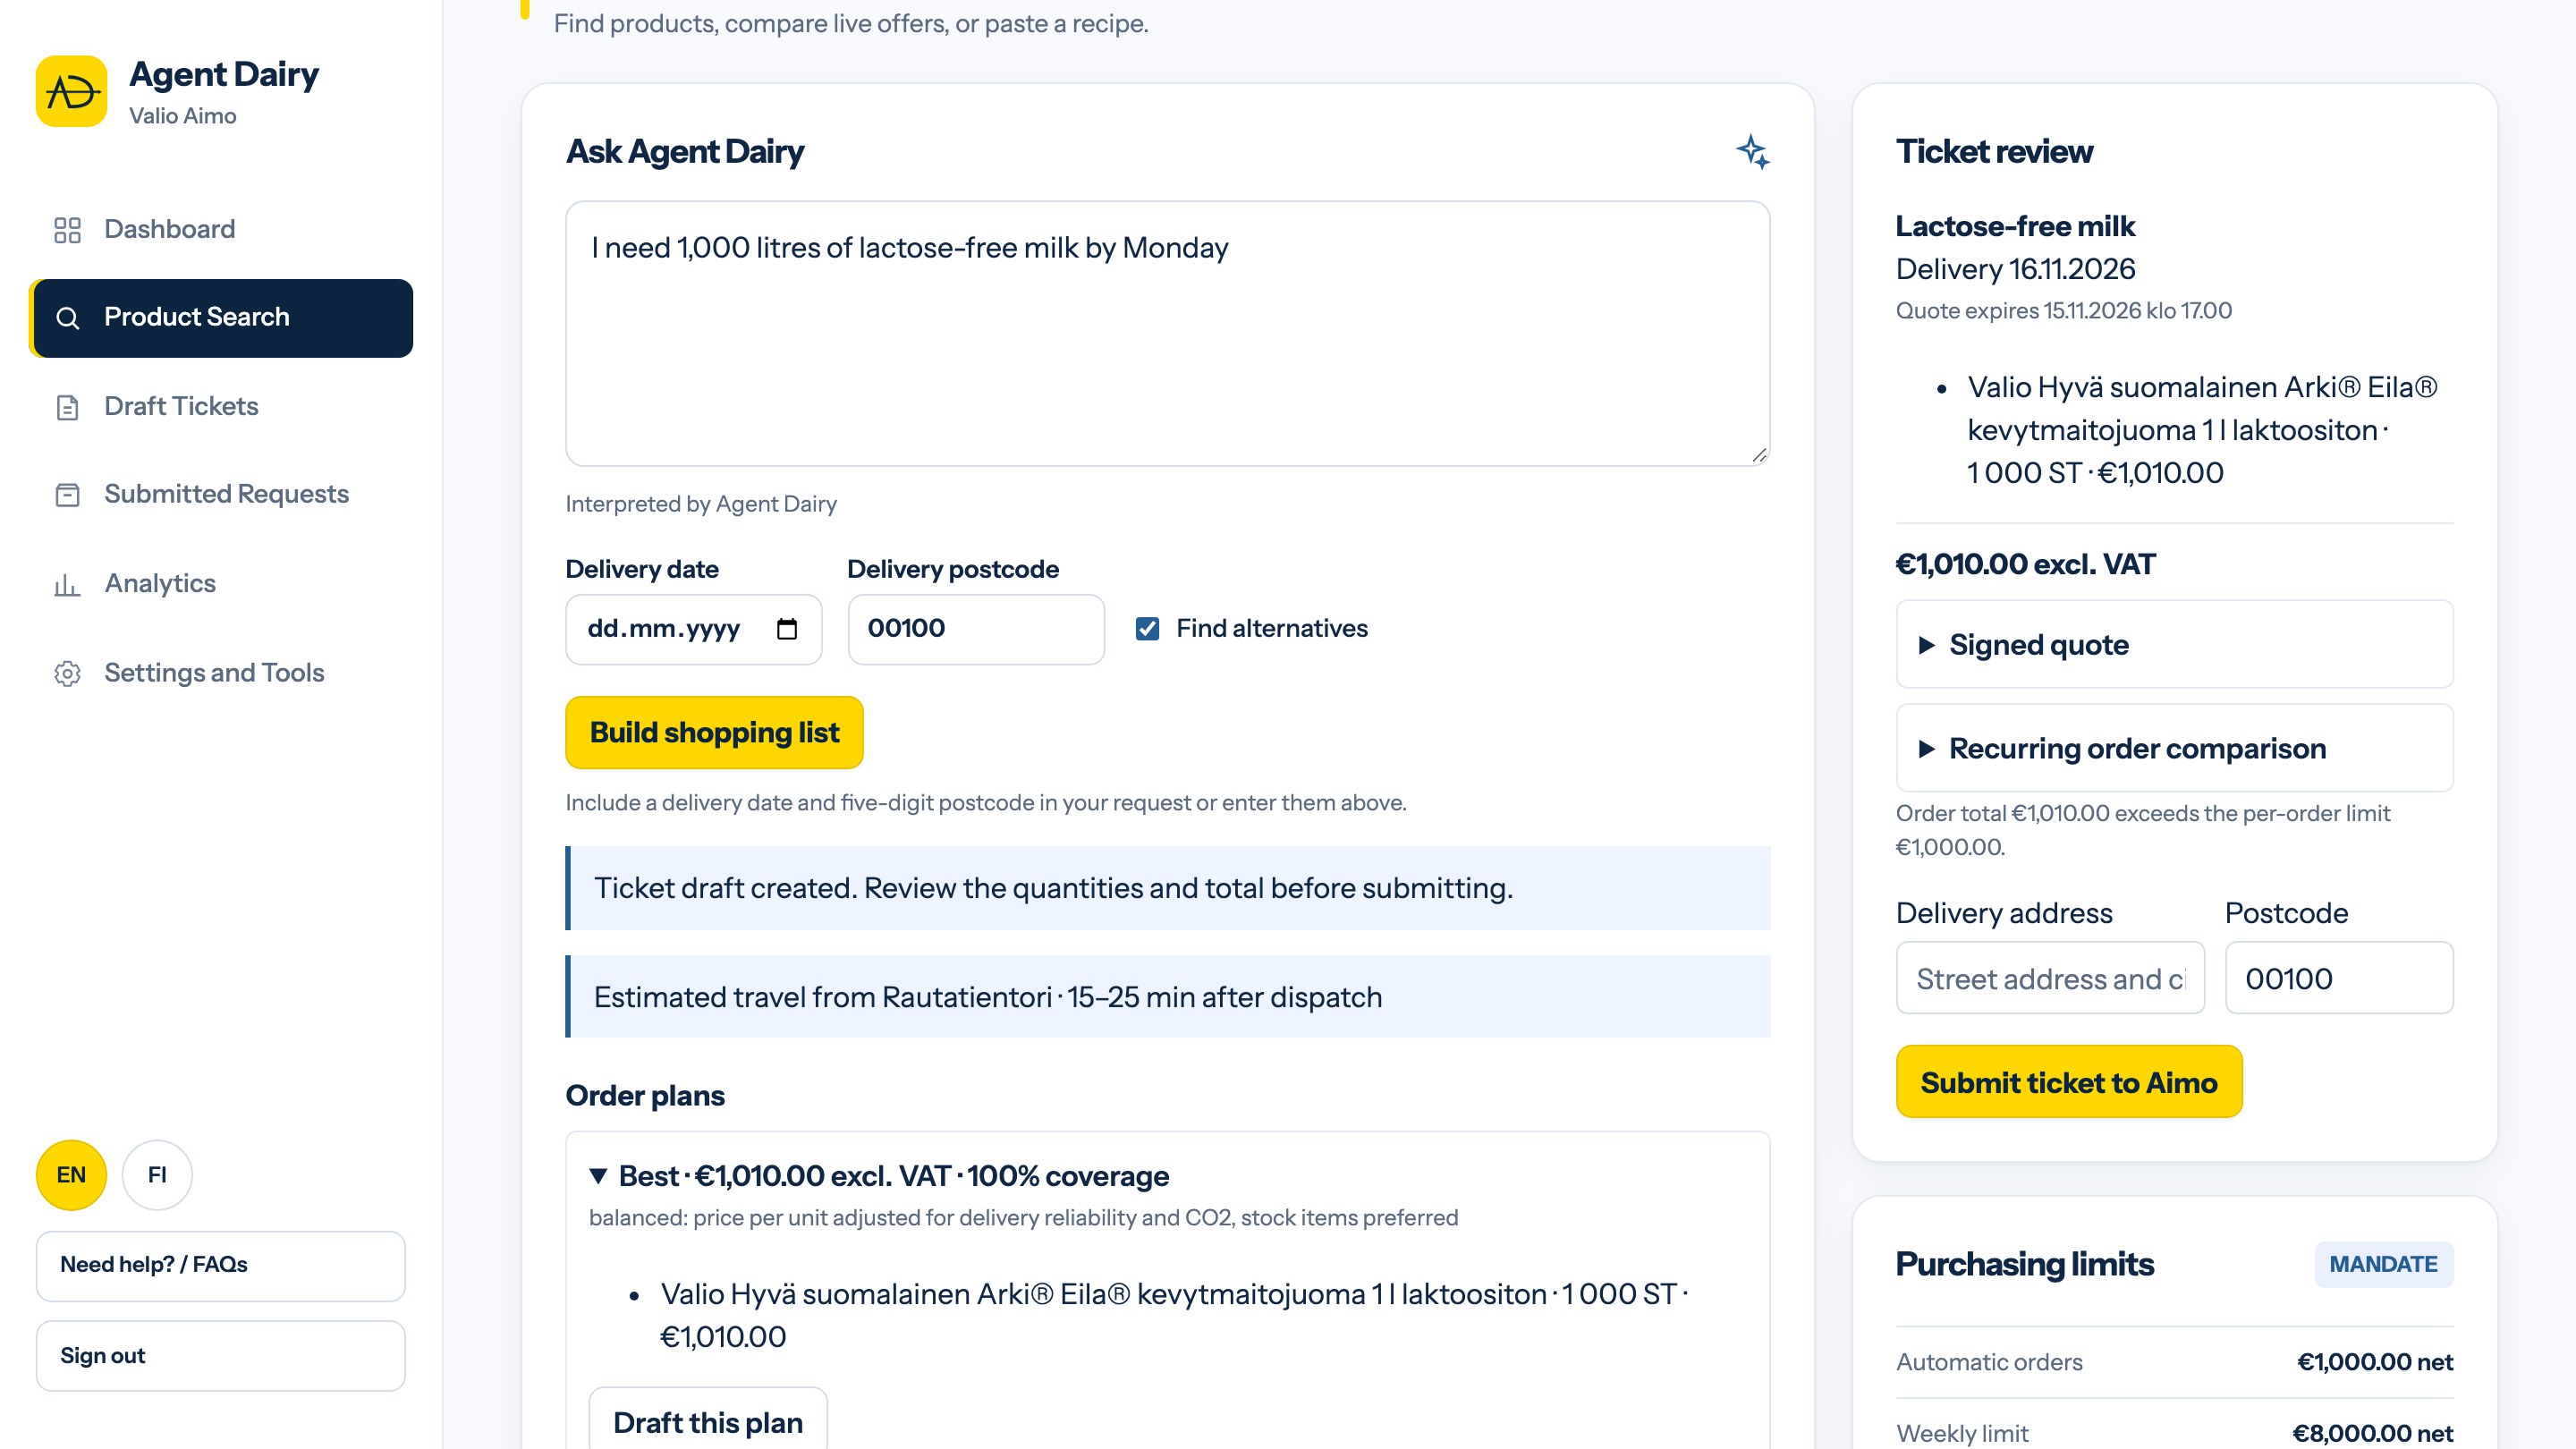 Agent Dairy
Valio Aimo
Dashboard
Product Search
Draft Tickets
Submitted Requests
Analytics
Settings and Tools
EN
FI
Need help? / FAQs
Sign out
Find products, compare live offers, or paste a recipe.
Ask Agent Dairy
I need 1,000 litres of lactose-free milk by Monday
Interpreted by Agent Dairy
Delivery date
Delivery postcode
dd.mm.yyyy
00100
Find alternatives
Build shopping list
Include a delivery date and five-digit postcode in your request or enter them above.
Ticket draft created. Review the quantities and total before submitting.
Estimated travel from Rautatientori · 15–25 min after dispatch
Order plans
▼ Best · €1,010.00 excl. VAT · 100% coverage
balanced: price per unit adjusted for delivery reliability and CO2, stock items preferred
• Valio Hyvä suomalainen Arki® Eila® kevytmaitojuoma 1 l laktoositon · 1 000 ST ·
€1,010.00
Draft this plan
Ticket review
Lactose-free milk
Delivery 16.11.2026
Quote expires 15.11.2026 klo 17.00
• Valio Hyvä suomalainen Arki® Eila®
kevytmaitojuoma 1 l laktoositon ·
1 000 ST · €1,010.00
€1,010.00 excl. VAT
▶ Signed quote
▶ Recurring order comparison
Order total €1,010.00 exceeds the per-order limit
€1,000.00.
Delivery address
Postcode
Street address and ci
00100
Submit ticket to Aimo
Purchasing limits
MANDATE
Automatic orders
€1,000.00 net
Weekly limit
€8,000.00 net